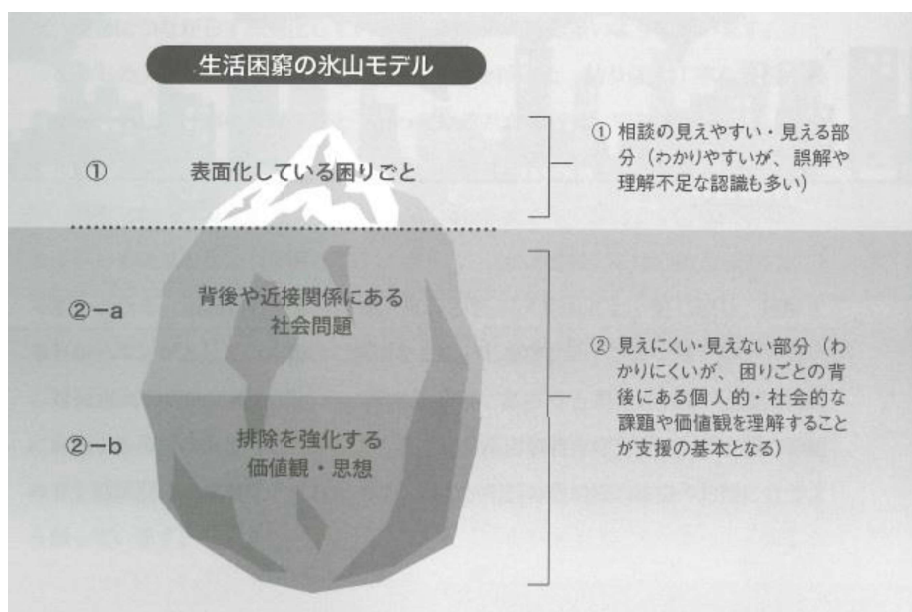 生活困窮の氷山モデル
①
表面化している困りごと
① 相談の見えやすい・見える部
分（わかりやすいが、誤解や
理解不足な認識も多い）
②-a
背後や近接関係にある
社会問題
②-b
排除を強化する
価値観・思想
② 見えにくい・見えない部分（わ
かりにくいが、困りごとの背
後にある個人的・社会的な
課題や価値観を理解すること
が支援の基本となる）